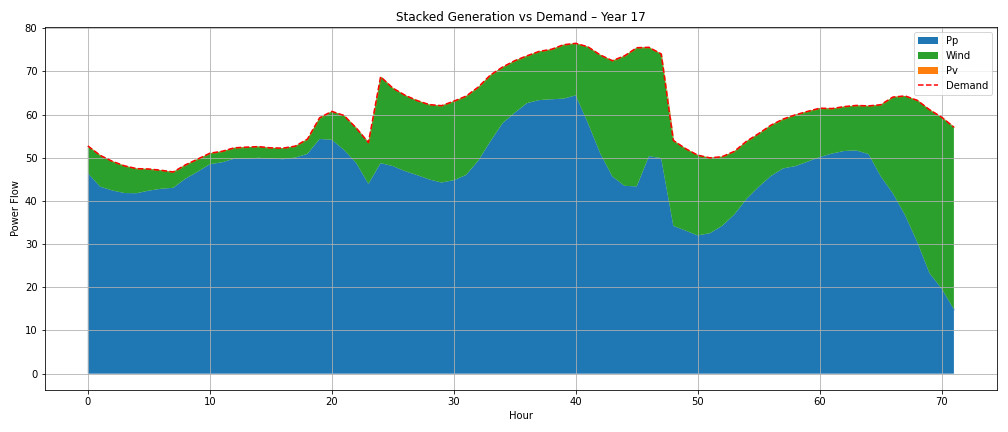 Stacked Generation vs Demand – Year 17
Pp
Wind
Pv
Demand
Power Flow
80
70
60
50
40
30
20
10
0
0 10 20 30 40 50 60 70
Hour